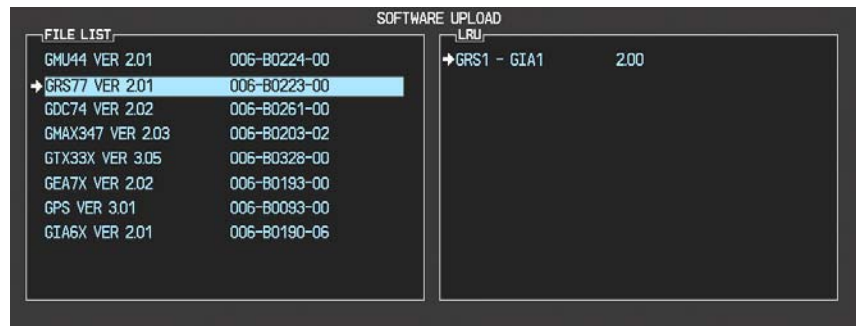 SOFTWARE UPLOAD
FILE LIST
GMU44 VER 2.01 006-B0224-00
GRS77 VER 2.01 006-B0223-00
GDC74 VER 2.02 006-B0261-00
GMAX347 VER 2.03 006-B0203-02
GTX33X VER 3.05 006-B0328-00
GEA7X VER 2.02 006-B0193-00
GPS VER 3.01 006-B0093-00
GIA6X VER 2.01 006-B0190-06
LRU
GRS1 - GIA1 2.00